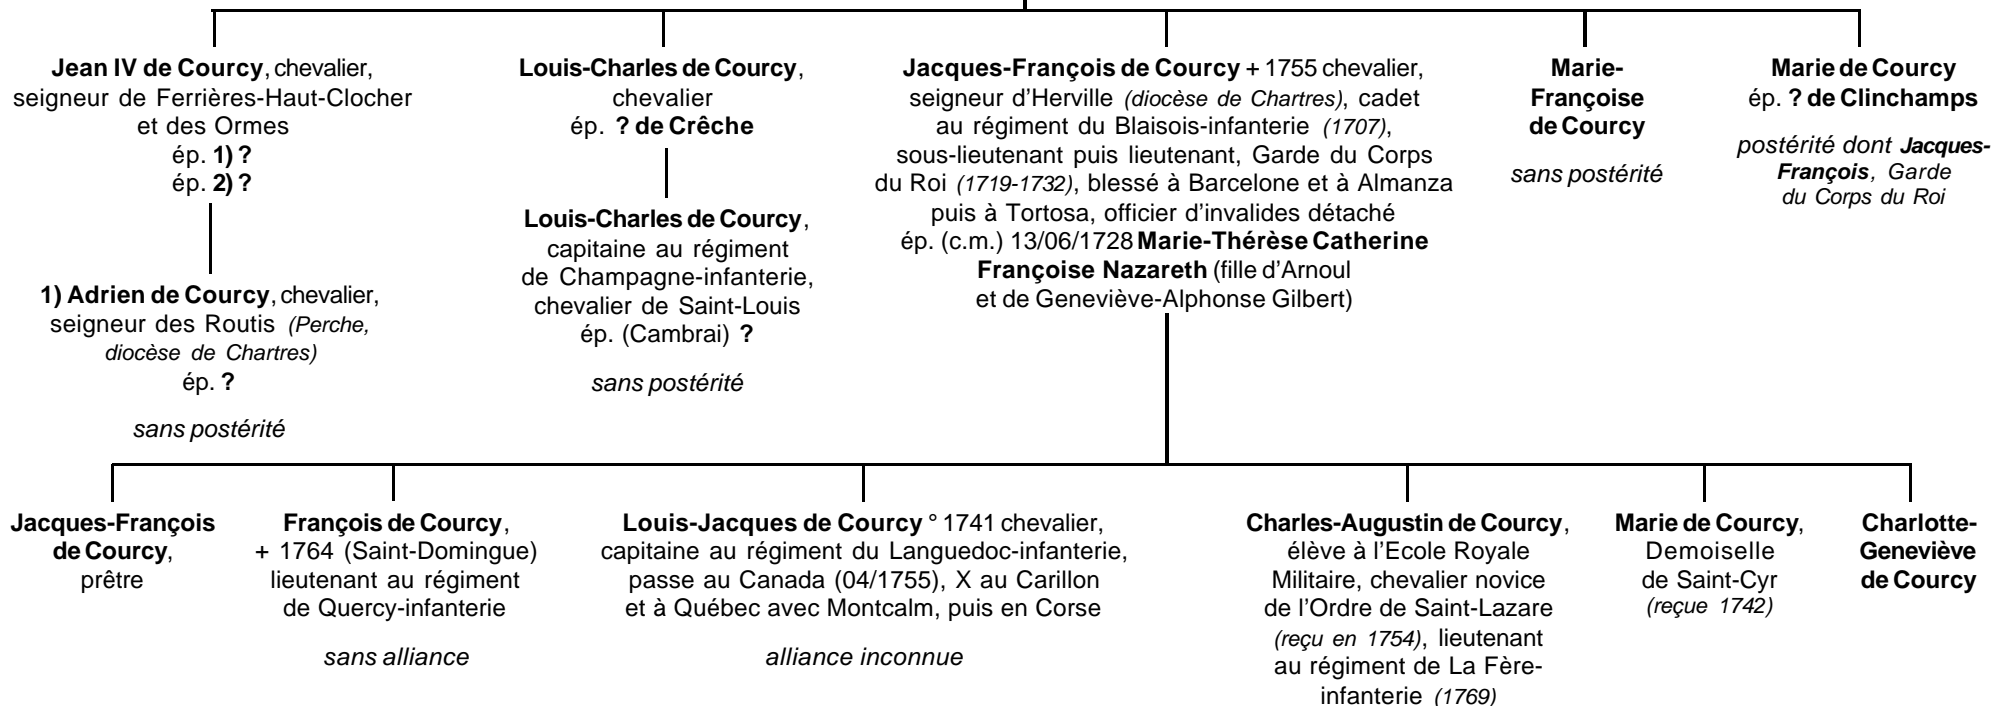 Jean IV de Courcy, chevalier,
seigneur de Ferrières-Haut-Clocher
et des Ormes
ép. 1) ?
ép. 2) ?
1) Adrien de Courcy, chevalier,
seigneur des Routis (Perche,
diocèse de Chartres)
ép. ?
sans postérité
Louis-Charles de Courcy,
chevalier
ép. ? de Crêche
Louis-Charles de Courcy,
capitaine au régiment
de Champagne-infanterie,
chevalier de Saint-Louis
ép. (Cambrai) ?
sans postérité
Jacques-François de Courcy + 1755 chevalier,
seigneur d'Herville (diocèse de Chartres), cadet
au régiment du Blaisois-infanterie (1707),
sous-lieutenant puis lieutenant, Garde du Corps
du Roi (1719-1732), blessé à Barcelone et à Almanza
puis à Tortosa, officier d'invalides détaché
ép. (c.m.) 13/06/1728 Marie-Thérèse Catherine
Françoise Nazareth (fille d'Arnoul
et de Geneviève-Alphonse Gilbert)
Marie-
Françoise
de Courcy
sans postérité
Marie de Courcy
ép. ? de Clinchamps
postérité dont Jacques-
François, Garde
du Corps du Roi
Jacques-François
de Courcy,
prêtre
François de Courcy,
+ 1764 (Saint-Domingue)
lieutenant au régiment
de Quercy-infanterie
sans alliance
Louis-Jacques de Courcy ° 1741 chevalier,
capitaine au régiment du Languedoc-infanterie,
passe au Canada (04/1755), X au Carillon
et à Québec avec Montcalm, puis en Corse
alliance inconnue
Charles-Augustin de Courcy,
élève à l'Ecole Royale
Militaire, chevalier novice
de l'Ordre de Saint-Lazare
(reçu en 1754), lieutenant
au régiment de La Fère-
infanterie (1769)
Marie de Courcy,
Demoiselle
de Saint-Cyr
(reçue 1742)
Charlotte-
Geneviève
de Courcy